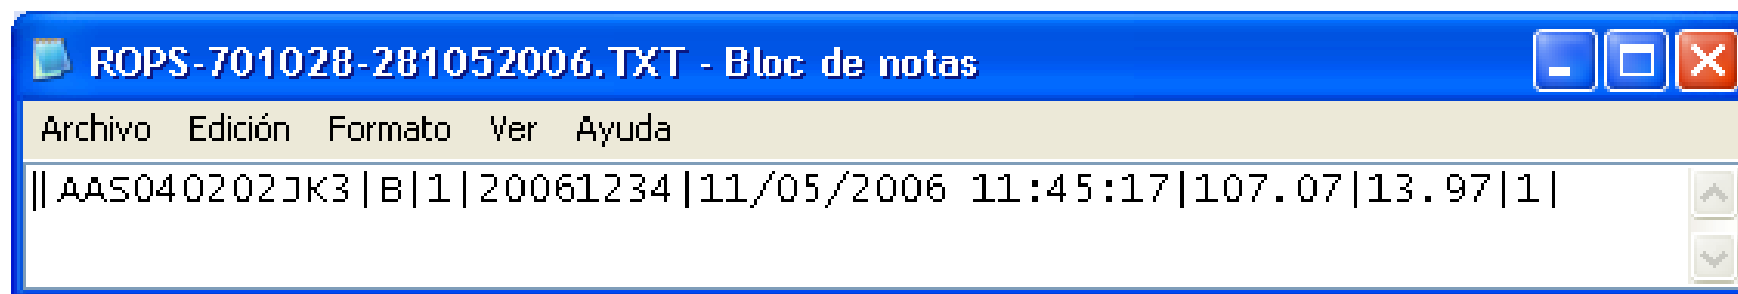 ROPS-701028-281052006.TXT - Bloc de notas
Archivo Edición Formato Ver Ayuda
||AAS040202JK3|B|1|20061234|11/05/2006 11:45:17|107.07|13.97|1|